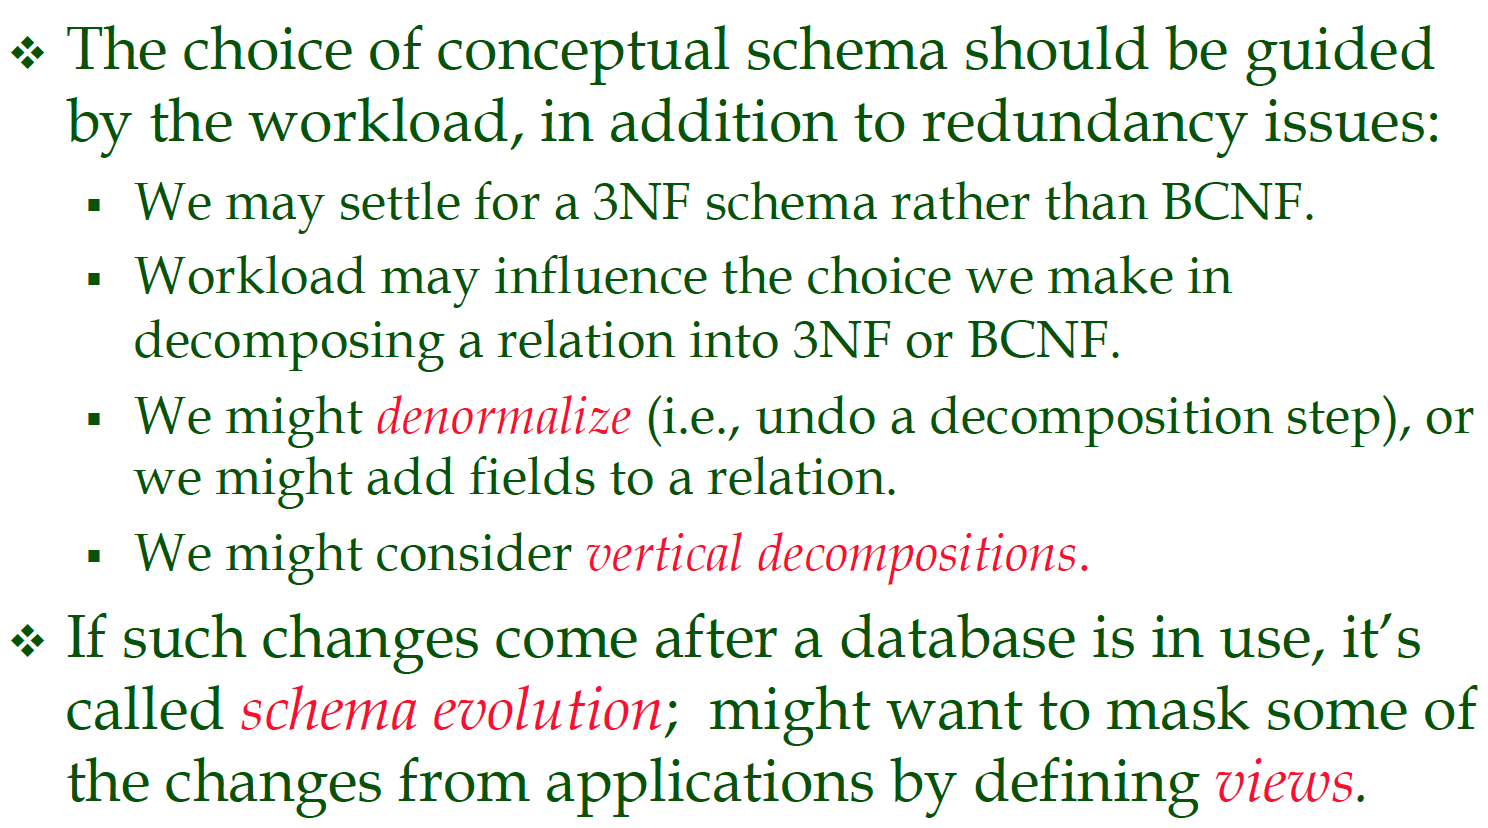 ❖ The choice of conceptual schema should be guided
by the workload, in addition to redundancy issues:
▪ We may settle for a 3NF schema rather than BCNF.
▪ Workload may influence the choice we make in
decomposing a relation into 3NF or BCNF.
▪ We might denormalize (i.e., undo a decomposition step), or
we might add fields to a relation.
▪ We might consider vertical decompositions.
❖ If such changes come after a database is in use, it’s
called schema evolution; might want to mask some of
the changes from applications by defining views.